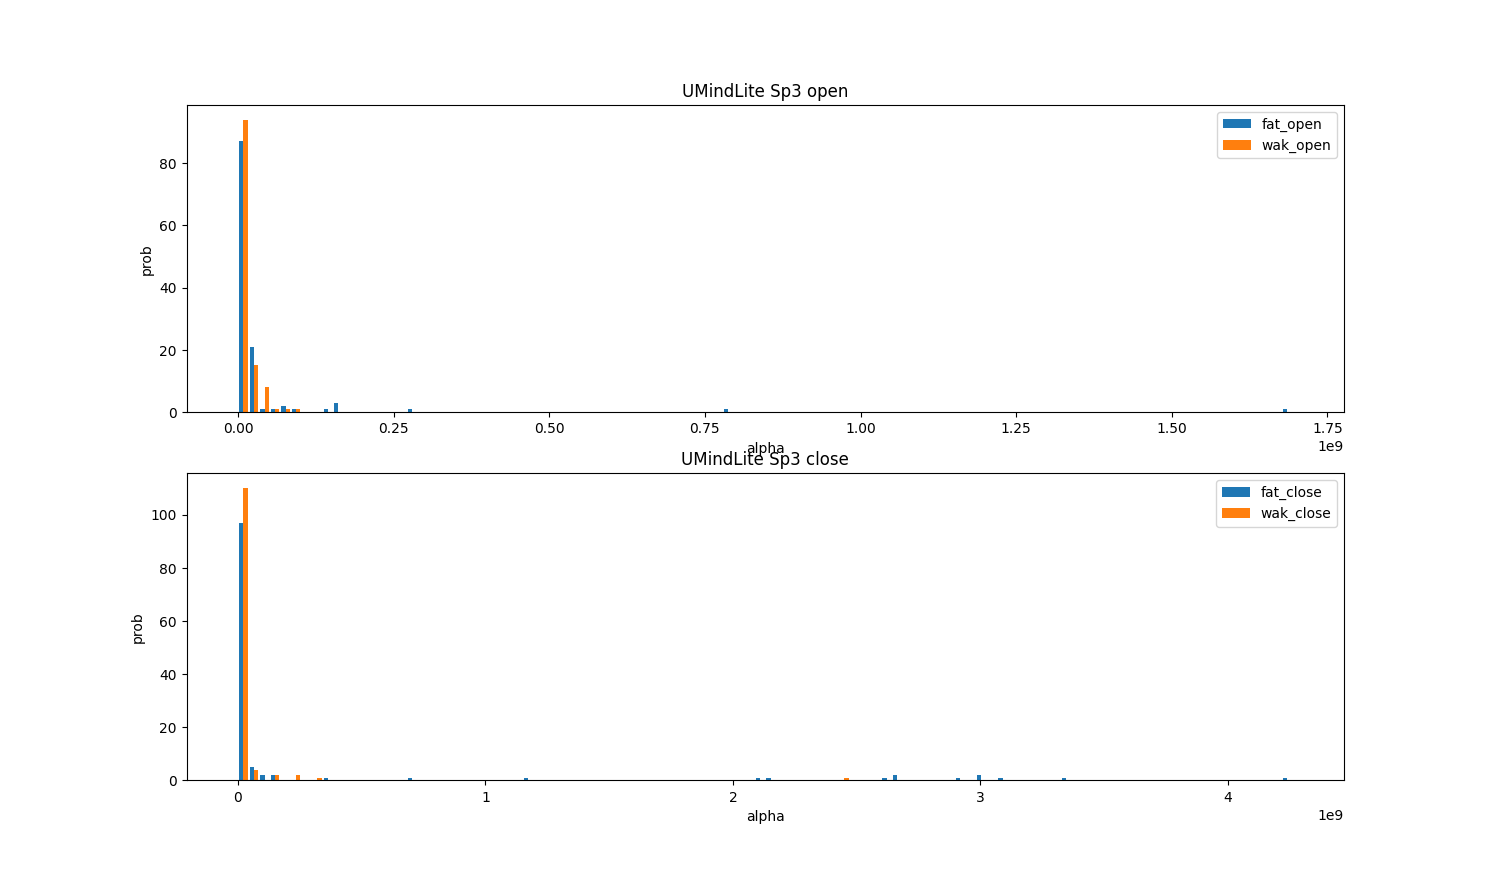 UMindLite Sp3 open
fat_open
wak_open
prob
80
60
40
20
0
0.00 0.25 0.50 0.75 1.00 1.25 1.50 1.75
1e9
alpha
UMindLite Sp3 close
fat_close
wak_close
prob
100
80
60
40
20
0
0 1 2 3 4
1e9
alpha